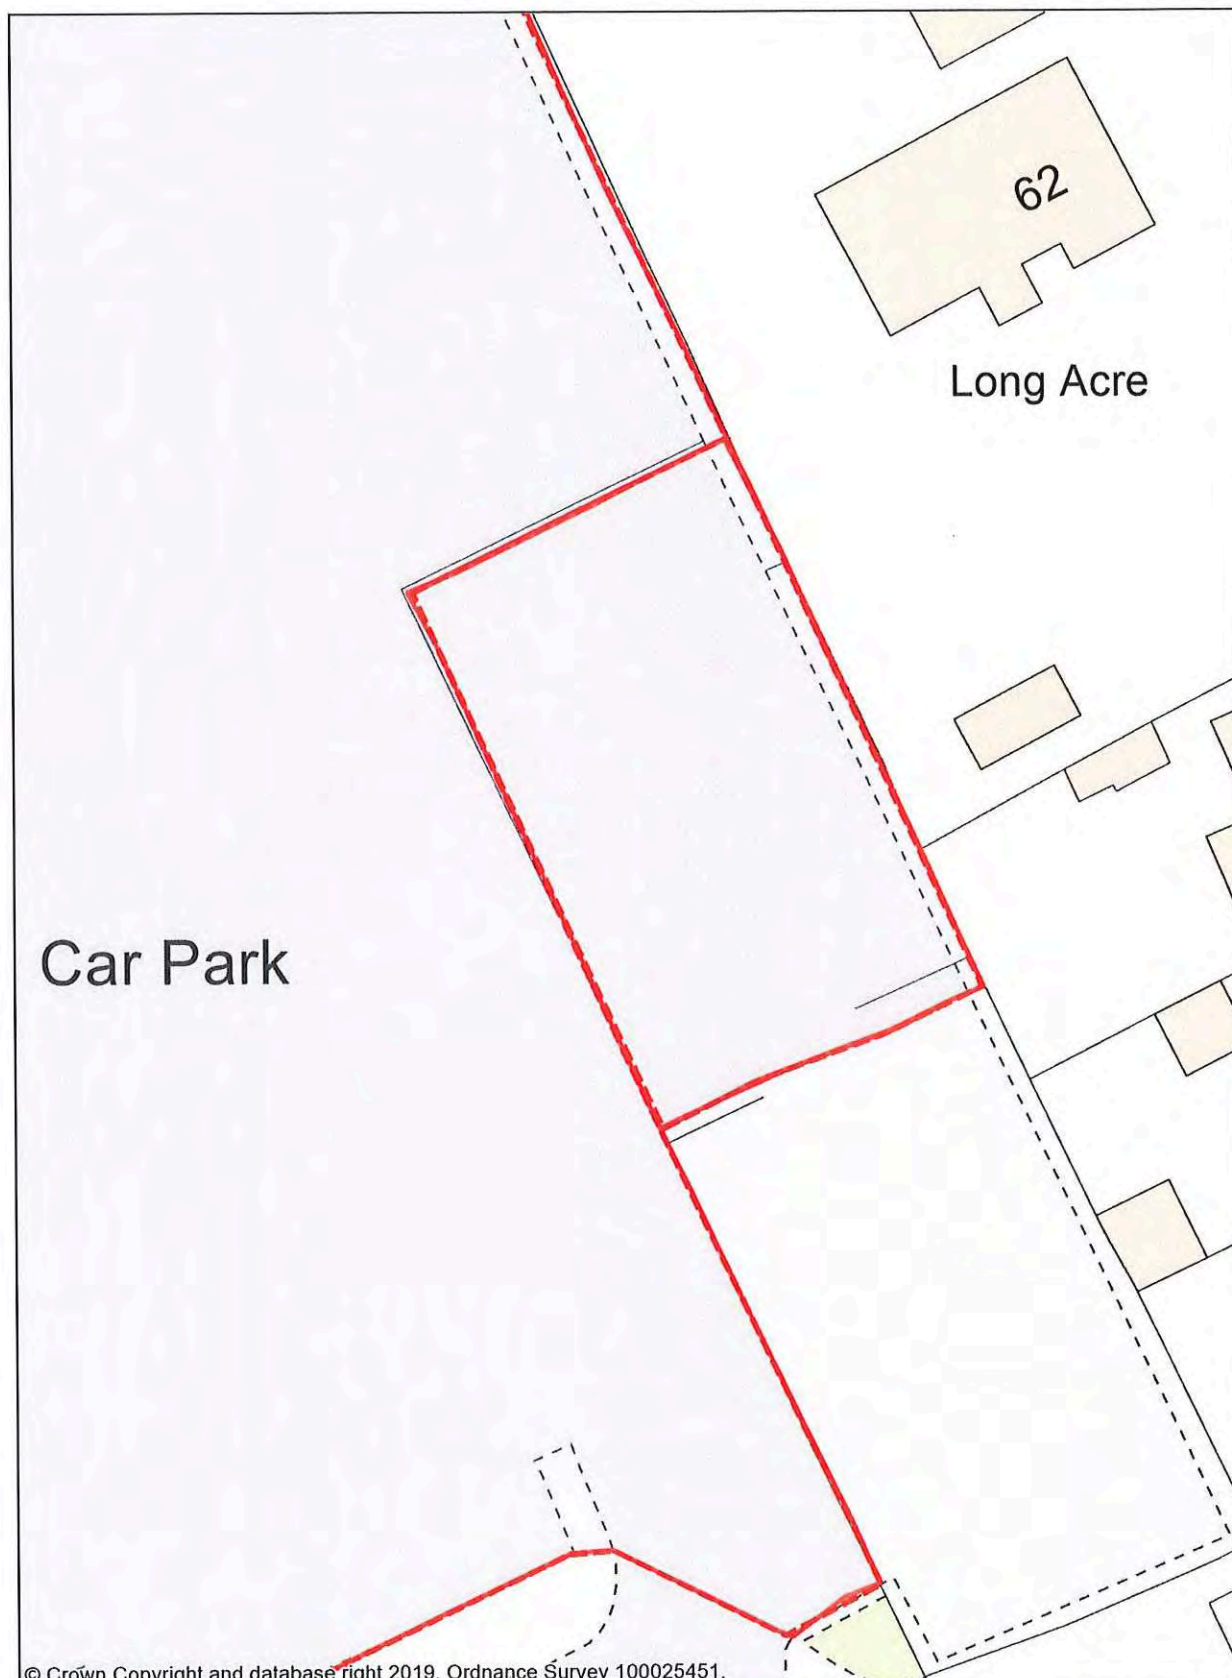 62
Long Acre
Car Park
© Crown Copyright and database right 2019. Ordnance Survey 100025451.